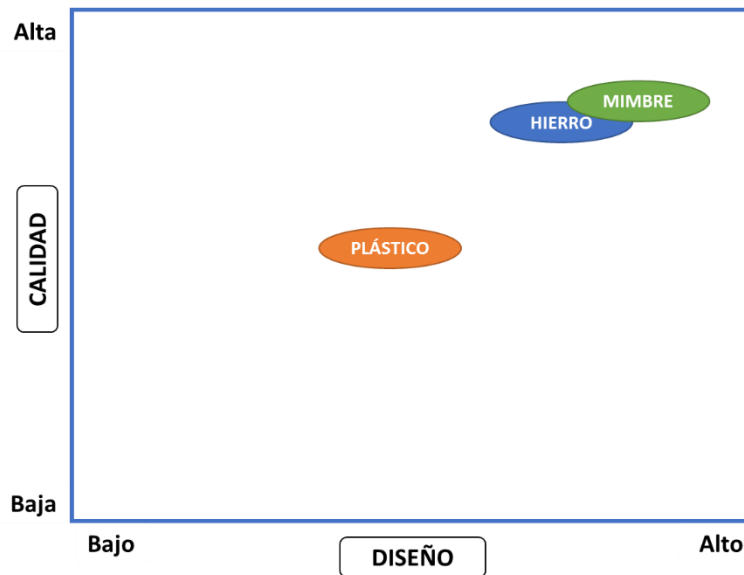 Alta
MIMBRE
HIERRO
CALIDAD
PLÁSTICO
Baja
Bajo
DISEÑO
Alto